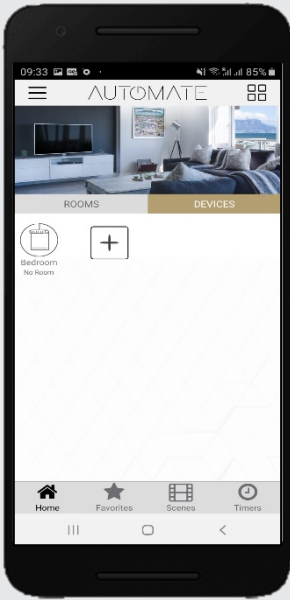 09:33 85%
AUTOMATE
ROOMS DEVICES
Bedroom
No Room
Home Favorites Scenes Timers